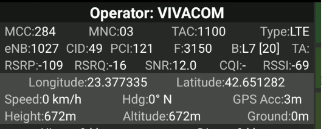 Operator: VIVACOM
MCC:284 MNC:03 TAC:1100 Type:LTE
eNB:1027 CID:49 PCI:121 F:3150 B:L7 [20] TA:
RSRP:-109 RSRQ:-16 SNR:12.0 CQI:- RSSI:-69
Longitude:23.377335 Latitude:42.651282
Speed:0 km/h Hdg:0° N GPS Acc:3m
Height:672m Altitude:672m Ground:0m